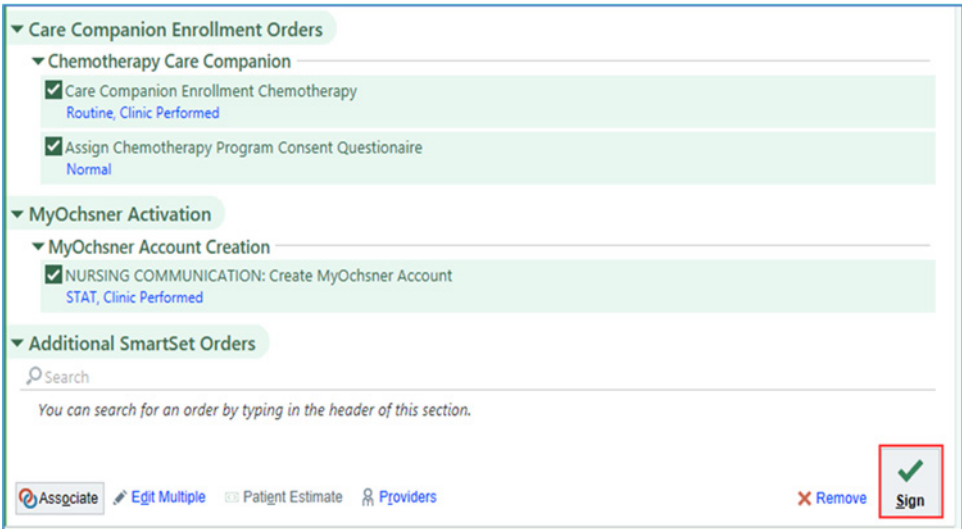 Care Companion Enrollment Orders
Chemotherapy Care Companion
Care Companion Enrollment Chemotherapy
Routine, Clinic Performed
Assign Chemotherapy Program Consent Questionaire
Normal
MyOchsner Activation
MyOchsner Account Creation
NURSING COMMUNICATION: Create MyOchsner Account
STAT, Clinic Performed
Additional SmartSet Orders
Search
You can search for an order by typing in the header of this section.
Associate Edit Multiple Patient Estimate Providers Remove Sign